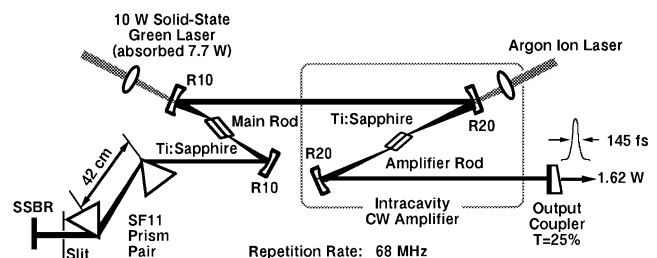 10 W Solid-State
Green Laser
(absorbed 7.7 W)
Argon Ion Laser
R10
Main Rod
Ti:Sapphire
Ti:Sapphire
R20
R20
Amplifier Rod
145 fs
42 cm
R10
1.62 W
SSBR
Slit
SF11
Prism
Pair
Intracavity
CW Amplifier
Output
Coupler
T=25%
Repetition Rate: 68 MHz